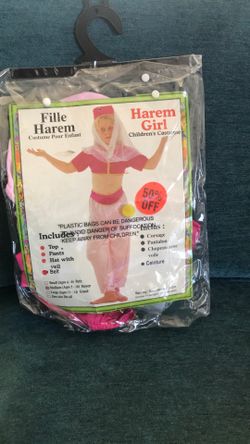 Fille
Harem
Costume Pour Enfant
Harem
Girl
Children's Costume
50%
OFF
"PLASTIC BAGS CAN BE DANGEROUS
TO AVOID DANGER OF SUFFOCATION
KEEP AWAY FROM CHILDREN"
Includes
• Top
• Pants
• Hat with
veil
• Belt
Inclus :
• Corsage
• Pantalon
• Chapeau avec
voile
• Ceinture